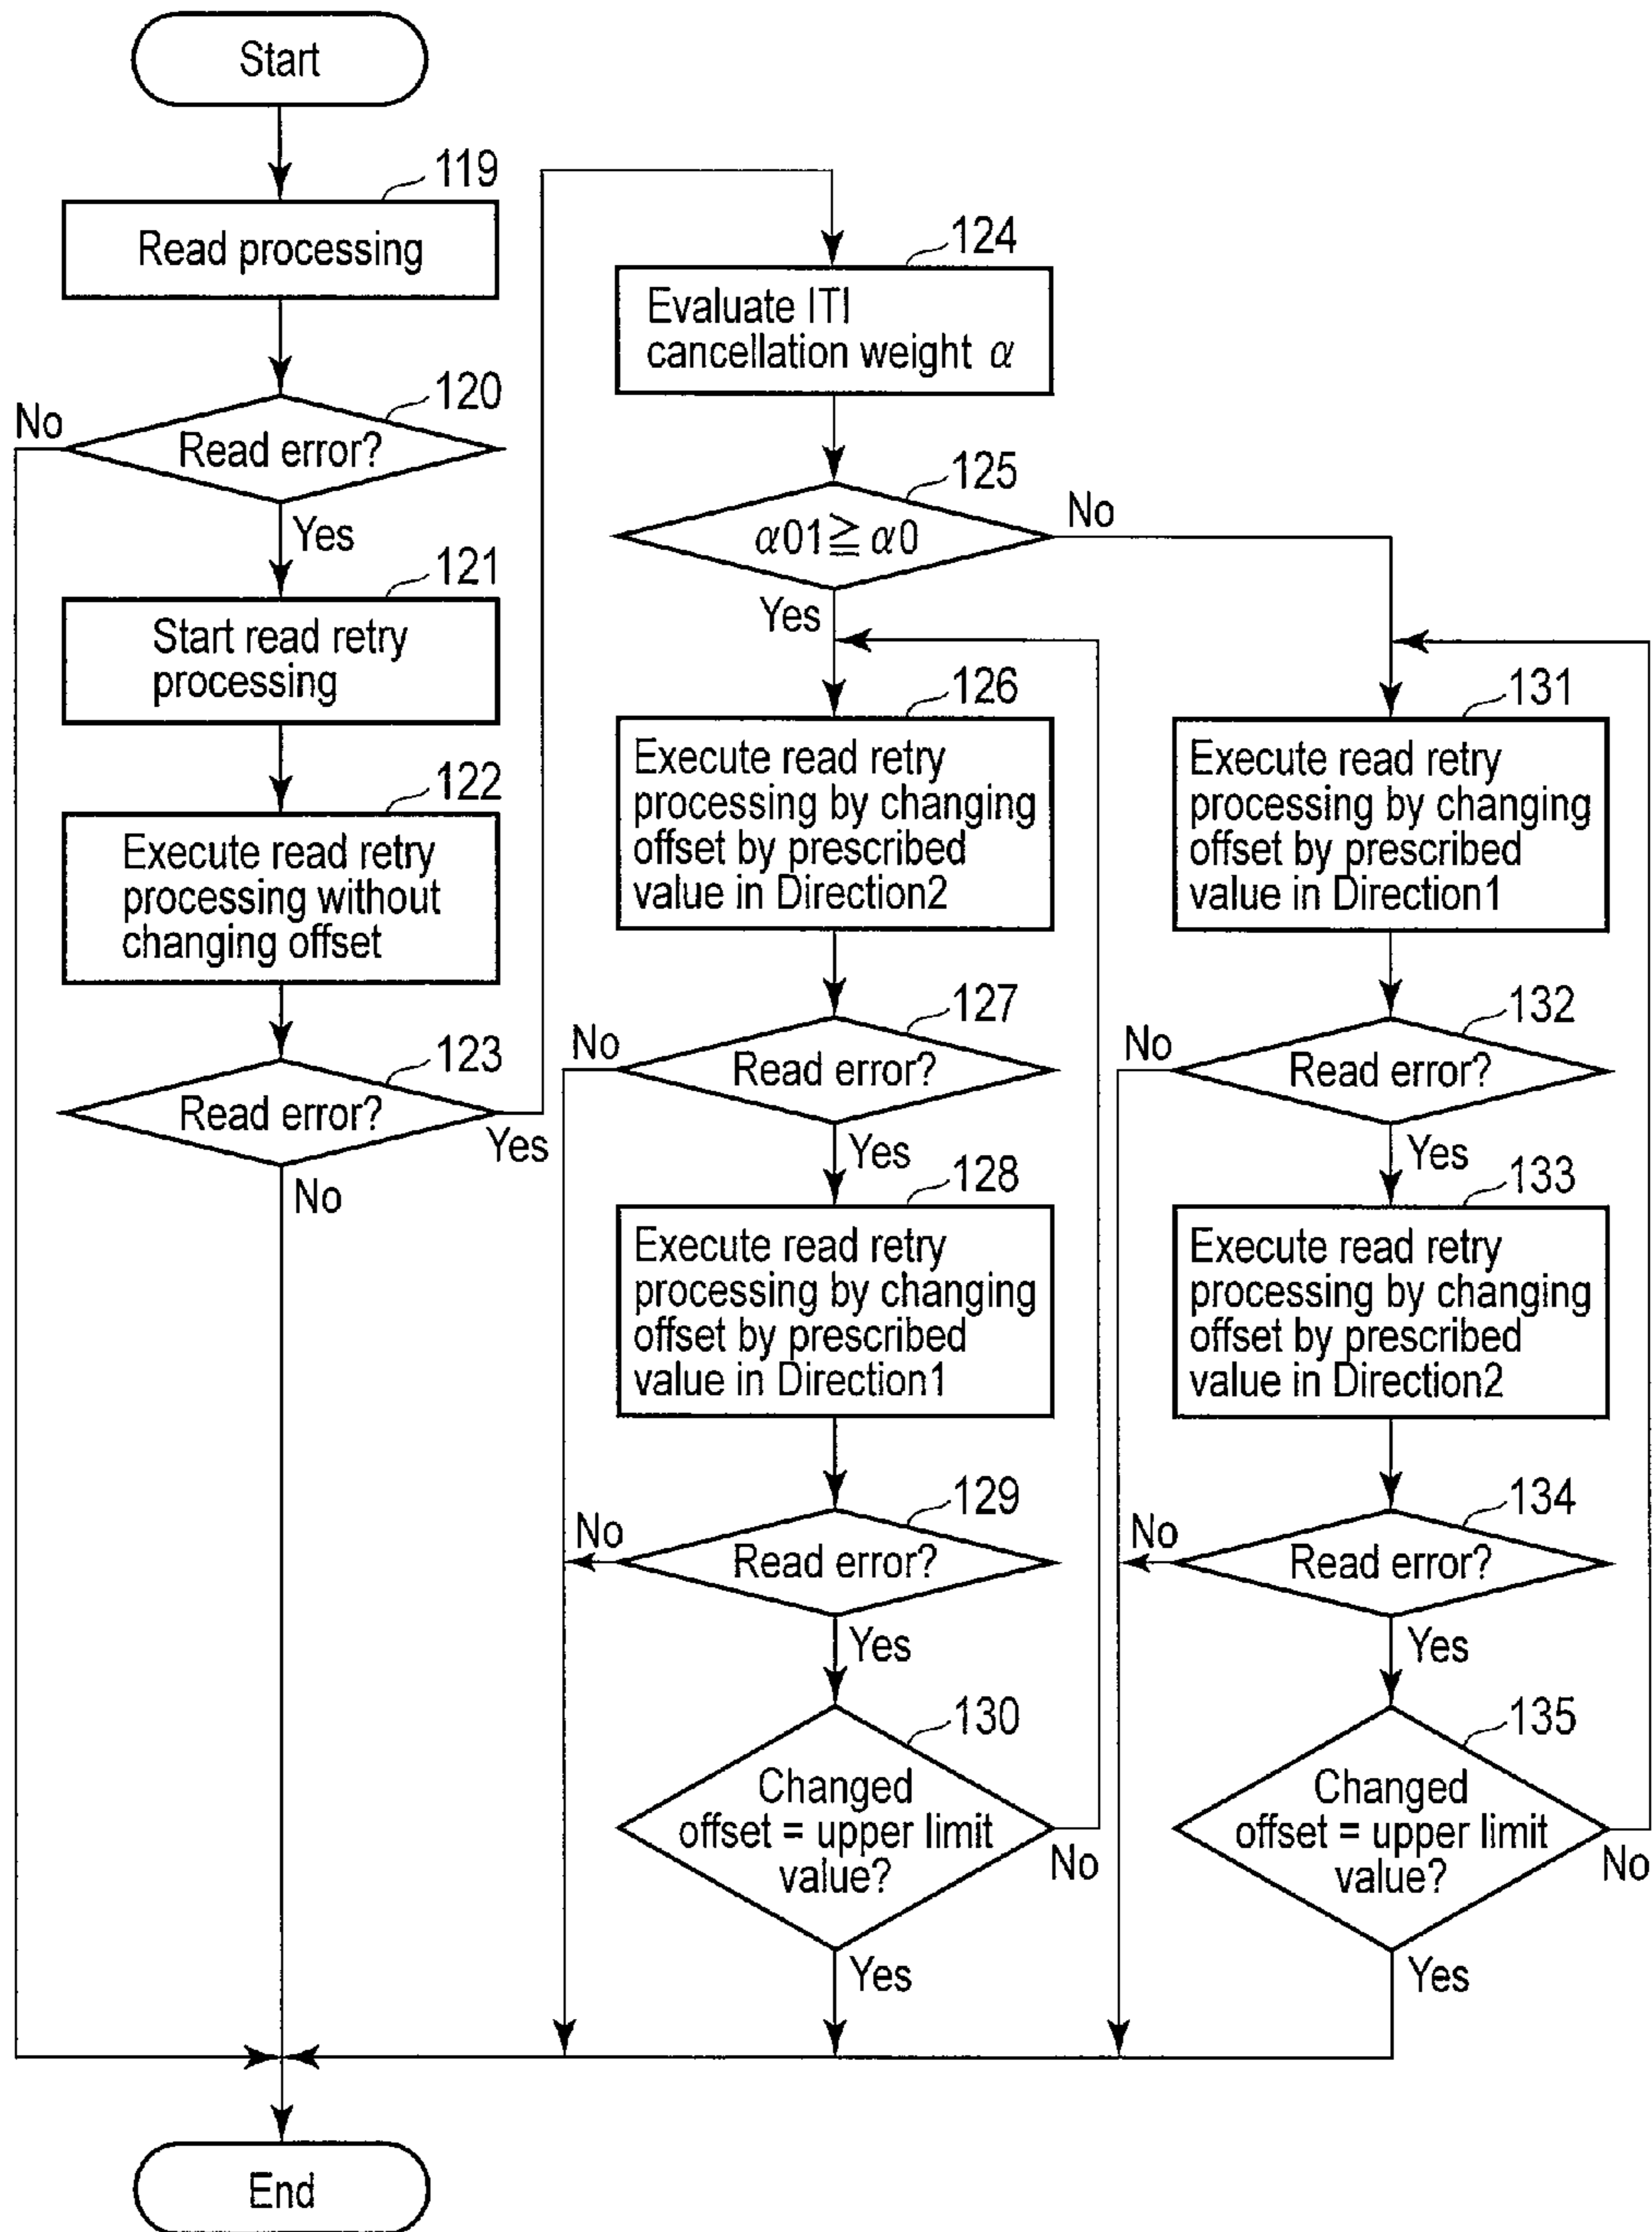 Start
119
Read processing
120
No
Read error?
Yes
121
Start read retry
processing
122
Execute read retry
processing without
changing offset
123
Read error?
Yes
No
124
Evaluate ITI
cancellation weight α
125
α01≧α0
No
Yes
126
Execute read retry
processing by changing
offset by prescribed
value in Direction2
127
No
Read error?
Yes
128
Execute read retry
processing by changing
offset by prescribed
value in Direction1
129
No
Read error?
Yes
130
Changed
offset = upper limit
value?
No
Yes
131
Execute read retry
processing by changing
offset by prescribed
value in Direction1
132
No
Read error?
Yes
133
Execute read retry
processing by changing
offset by prescribed
value in Direction2
134
No
Read error?
Yes
135
Changed
offset = upper limit
value?
No
Yes
End